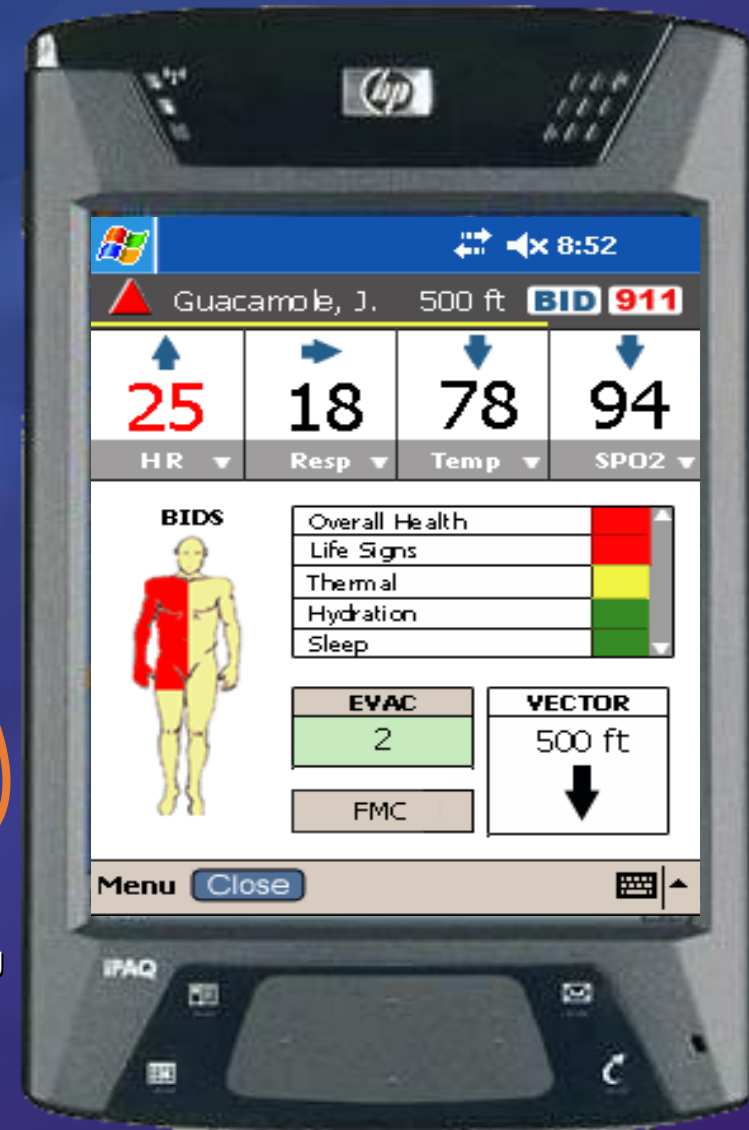 hp
8:52
Guacamole, J. 500 ft BID 911
25 18 78 94
HR Resp Temp SPO2
BIDS
Overall Health
Life Signs
Thermal
Hydration
Sleep
EVAC
2
FMC
VECTOR
500 ft
Menu Close
iPAQ